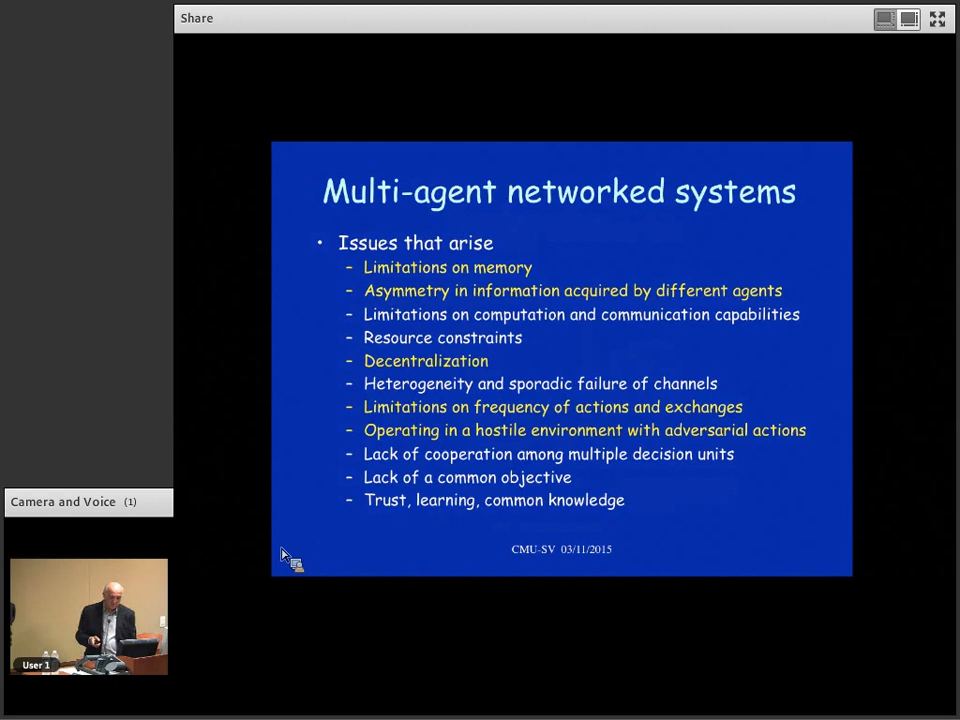 Share
Multi-agent networked systems
• Issues that arise
– Limitations on memory
– Asymmetry in information acquired by different agents
– Limitations on computation and communication capabilities
– Resource constraints
– Decentralization
– Heterogeneity and sporadic failure of channels
– Limitations on frequency of actions and exchanges
– Operating in a hostile environment with adversarial actions
– Lack of cooperation among multiple decision units
– Lack of a common objective
– Trust, learning, common knowledge
CMU-SV 03/11/2015
Camera and Voice (1)
User 1